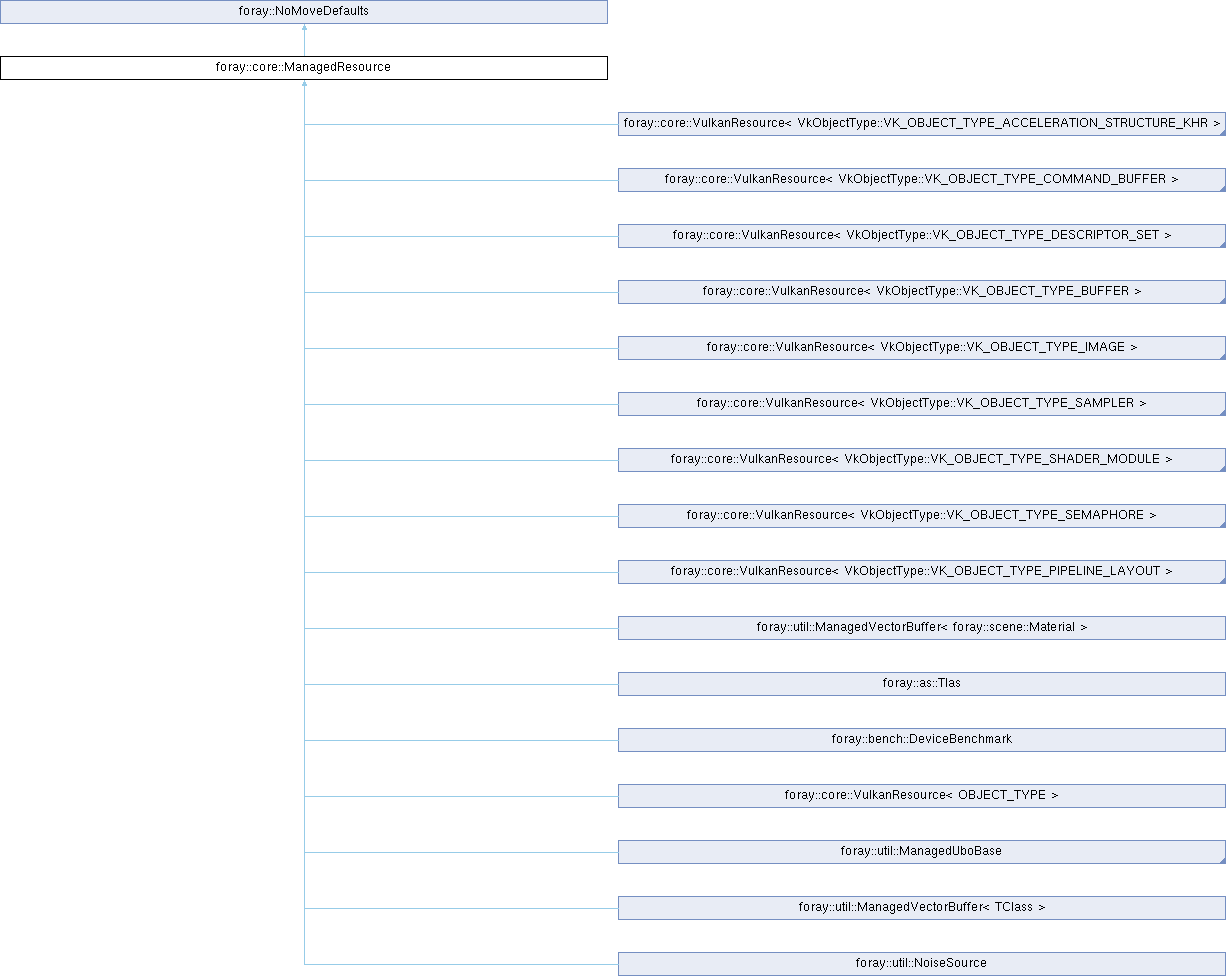 foray::NoMoveDefaults
foray::core::ManagedResource
foray::core::VulkanResource< VkObjectType::VK_OBJECT_TYPE_ACCELERATION_STRUCTURE_KHR >
foray::core::VulkanResource< VkObjectType::VK_OBJECT_TYPE_COMMAND_BUFFER >
foray::core::VulkanResource< VkObjectType::VK_OBJECT_TYPE_DESCRIPTOR_SET >
foray::core::VulkanResource< VkObjectType::VK_OBJECT_TYPE_BUFFER >
foray::core::VulkanResource< VkObjectType::VK_OBJECT_TYPE_IMAGE >
foray::core::VulkanResource< VkObjectType::VK_OBJECT_TYPE_SAMPLER >
foray::core::VulkanResource< VkObjectType::VK_OBJECT_TYPE_SHADER_MODULE >
foray::core::VulkanResource< VkObjectType::VK_OBJECT_TYPE_SEMAPHORE >
foray::core::VulkanResource< VkObjectType::VK_OBJECT_TYPE_PIPELINE_LAYOUT >
foray::util::ManagedVectorBuffer< foray::scene::Material >
foray::as::Tlas
foray::bench::DeviceBenchmark
foray::core::VulkanResource< OBJECT_TYPE >
foray::util::ManagedUboBase
foray::util::ManagedVectorBuffer< TClass >
foray::util::NoiseSource